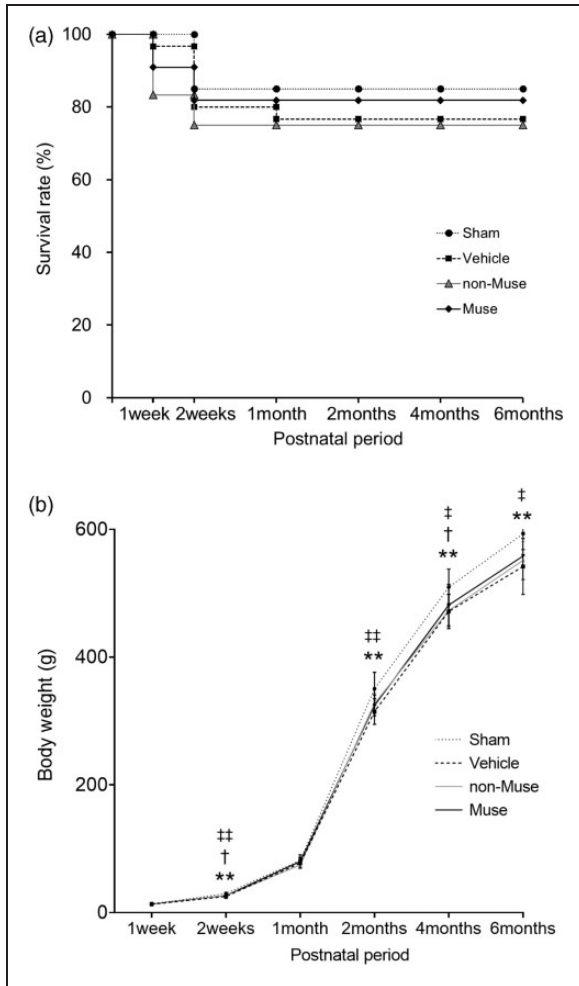 (a)
100
80
60
40
20
0
Survival rate (%)
Sham
Vehicle
non-Muse
Muse
1week 2weeks 1month 2months 4months 6months
Postnatal period
(b)
600
400
200
0
Body weight (g)
‡‡
†
**
‡‡
**
‡
†
**
‡
**
Sham
Vehicle
non-Muse
Muse
1week 2weeks 1month 2months 4months 6months
Postnatal period